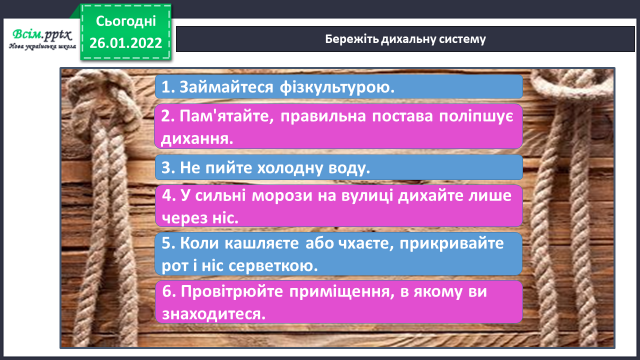 Всім.pptx
Нова українська школа
Сьогодні
26.01.2022
Бережіть дихальну систему
1. Займайтеся фізкультурою.
2. Пам'ятайте, правильна постава поліпшує
дихання.
3. Не пийте холодну воду.
4. У сильні морози на вулиці дихайте лише
через ніс.
5. Коли кашляєте або чхаєте, прикривайте
рот і ніс серветкою.
6. Провітрюйте приміщення, в якому ви
знаходитеся.